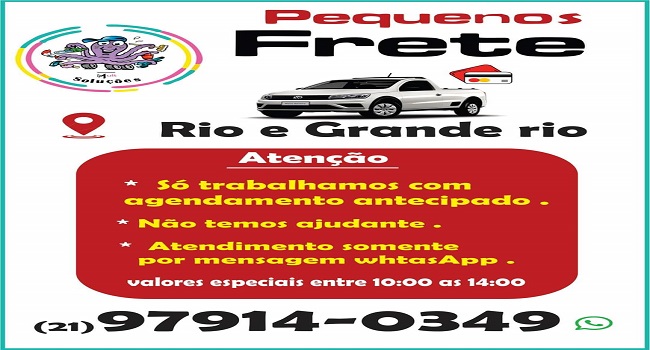 Pequenos
Frete
Soluções
Rio e Grande rio
Atenção
* Só trabalhamos com
agendamento antecipado .
* Não temos ajudante .
* Atendimento somente
por mensagem whtasApp .
valores especiais entre 10:00 as 14:00
(21) 97914-0349